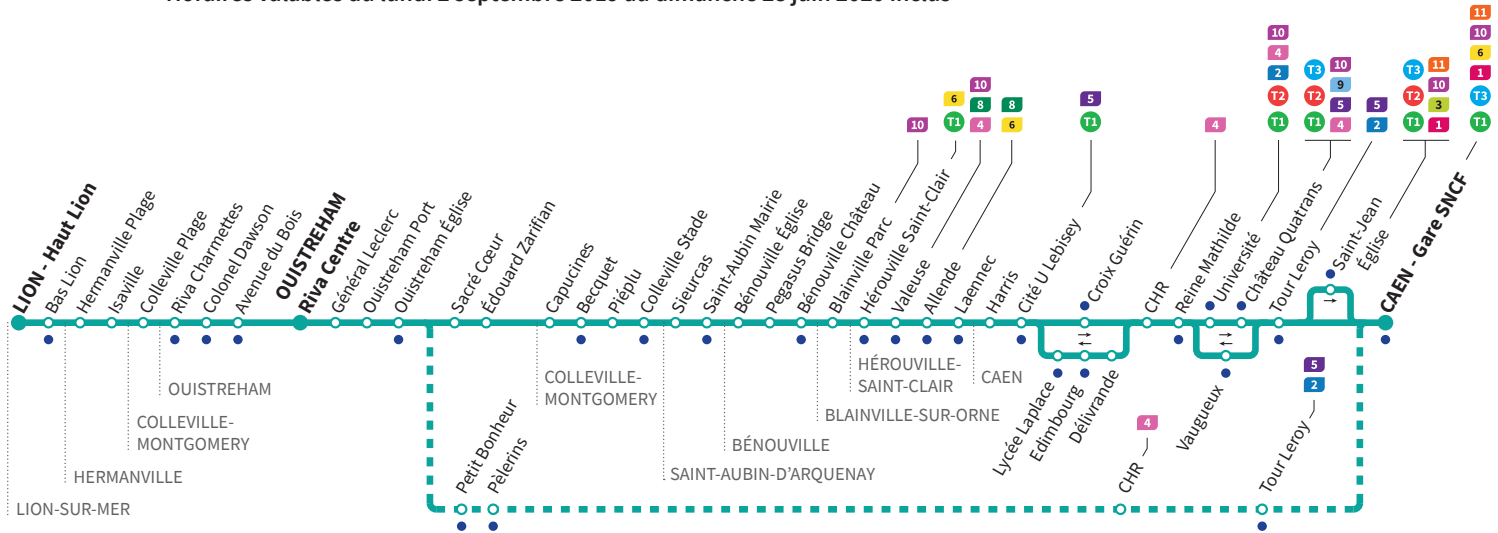 11
10 10
10 6
4 T3 10 T3 11 1
2 9 10 T3
6 10 5 T2 T2 5 5 T2 3
10 T1 8 4 8 6 T1 4 T1 T1 4 2 T1 1 T1
LION - Haut Lion
Bas Lion
Hermanville Plage
Isaville
Colleville Plage
Riva Charmettes
Colonel Dawson
Avenue du Bois
OUISTREHAM
Riva Centre
Général Leclerc
Ouistreham Port
Ouistreham Église
Sacré Cœur
Édouard Zarifian
Capucines
Becquet
Piéplu
Colleville Stade
Sieurcas
Saint-Aubin Mairie
Bénouville Église
Pegasus Bridge
Bénouville Château
Blainville Parc
Hérouville Saint-Clair
Valeuse
Allende
Laennec
Harris
Cité U Lebisey
Croix Guérin
CHR
Reine Mathilde
Université
Château Quatrans
Tour Leroy
Saint-Jean
Église
CAEN - Gare SNCF
Lycée Laplace
Edimbourg
Délivrande
Vaugueux
OUISTREHAM
COLLEVILLE-
MONTGOMERY
HERMANVILLE
LION-SUR-MER
COLLEVILLE-
MONTGOMERY
SAINT-AUBIN-D'ARQUENAY
BÉNOUVILLE
BLAINVILLE-SUR-ORNE
HÉROUVILLE-
SAINT-CLAIR
CAEN
Petit Bonheur
Pèlerins
4
CHR
5
2
Tour Leroy